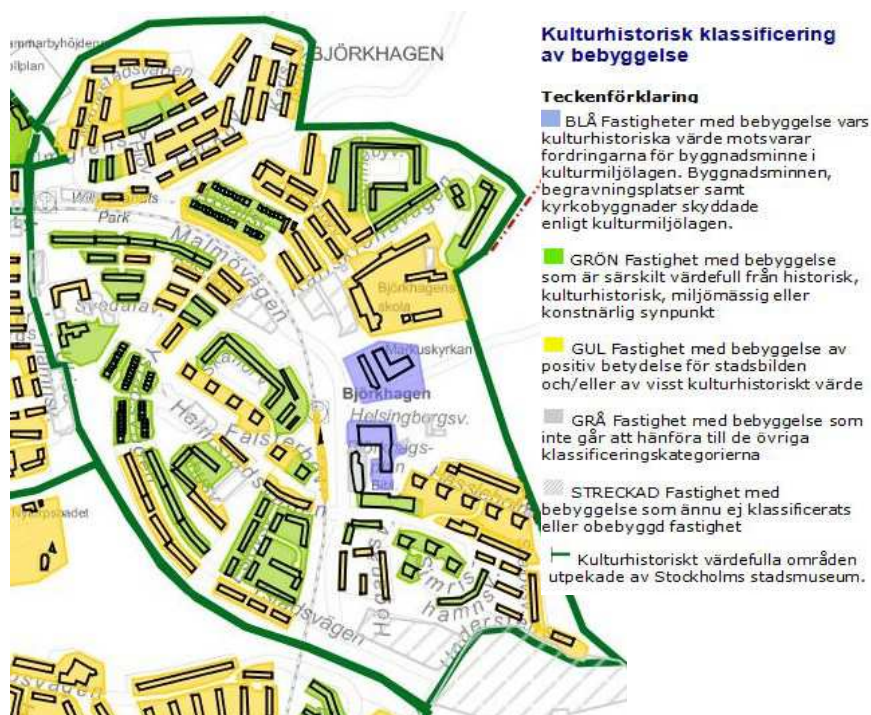 BJÖRKHAGEN
Park
Malmövägen
Björkhagens
skola
Markuskyrkan
Björkhagen
Helsingborgsv.
Bibl.
Kulturhistorisk klassificering
av bebyggelse
Teckenförklaring
BLÅ Fastigheter med bebyggelse vars
kulturhistoriska värde motsvarar
fordringarna för byggnadsminne i
kulturmiljölagen. Byggnadsminnen,
begravningsplatser samt
kyrkobyggnader skyddade
enligt kulturmiljölagen.
GRÖN Fastighet med bebyggelse
som är särskilt värdefull från historisk,
kulturhistorisk, miljömässig eller
konstnärlig synpunkt
GUL Fastighet med bebyggelse av
positiv betydelse för stadsbilden
och/eller av visst kulturhistoriskt värde
GRÅ Fastighet med bebyggelse som
inte går att hänföra till de övriga
klassificeringskategorierna
STRECKAD Fastighet med
bebyggelse som ännu ej klassificerats
eller obebyggd fastighet
Kulturhistoriskt värdefulla områden
utpekade av Stockholms stadsmuseum.